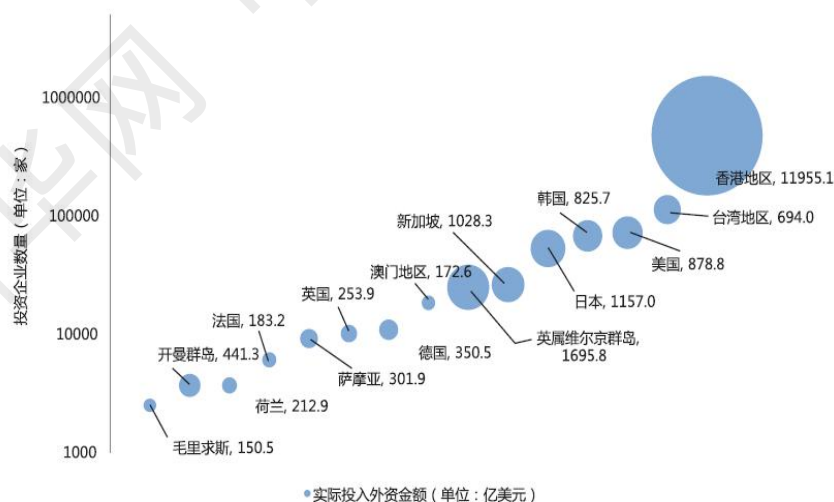 华网
1000000
100000
10000
1000
投资企业数量（单位：家）
香港地区, 11955.1
韩国, 825.7
台湾地区, 694.0
新加坡, 1028.3
美国, 878.8
澳门地区, 172.6
英国, 253.9
日本, 1157.0
法国, 183.2
德国, 350.5
英属维尔京群岛,
1695.8
开曼群岛, 441.3
萨摩亚, 301.9
荷兰, 212.9
毛里求斯, 150.5
实际投入外资金额（单位：亿美元）